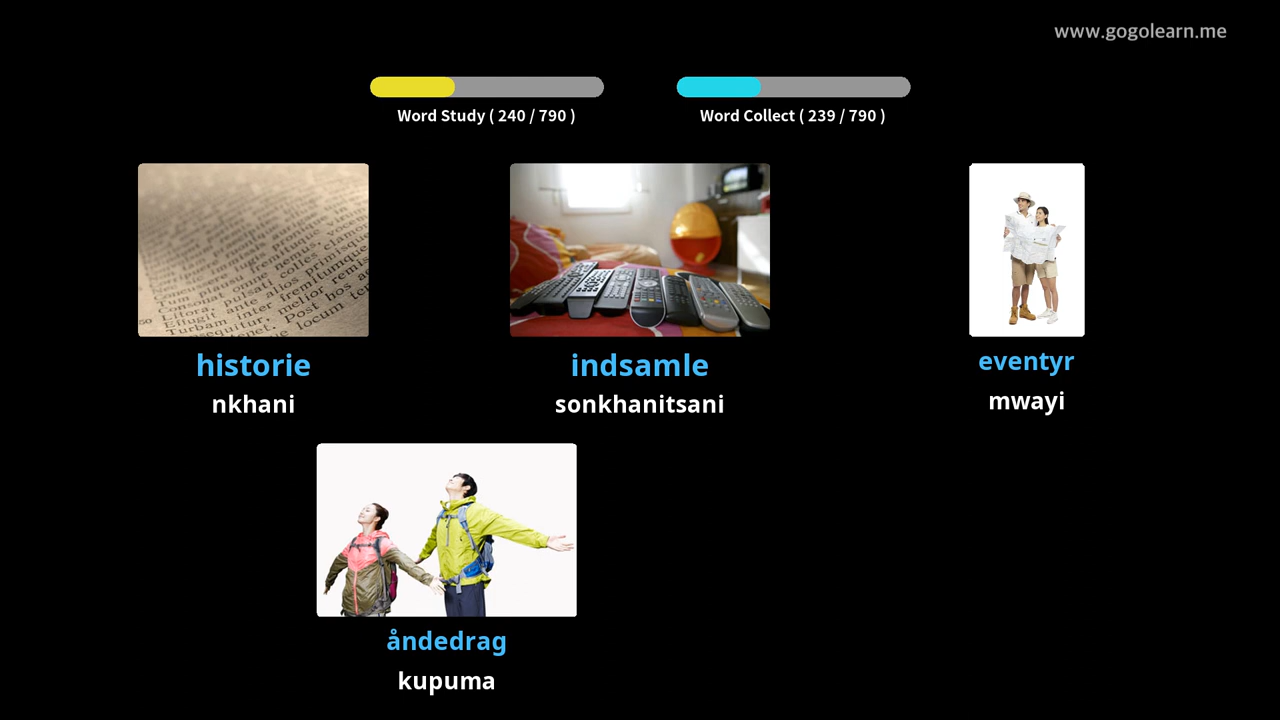 www.gogolearn.me
Word Study ( 240 / 790 )
Word Collect ( 239 / 790 )
historie
nkhani
indsamle
sonkhanitsani
eventyr
mwayi
åndedrag
kupuma